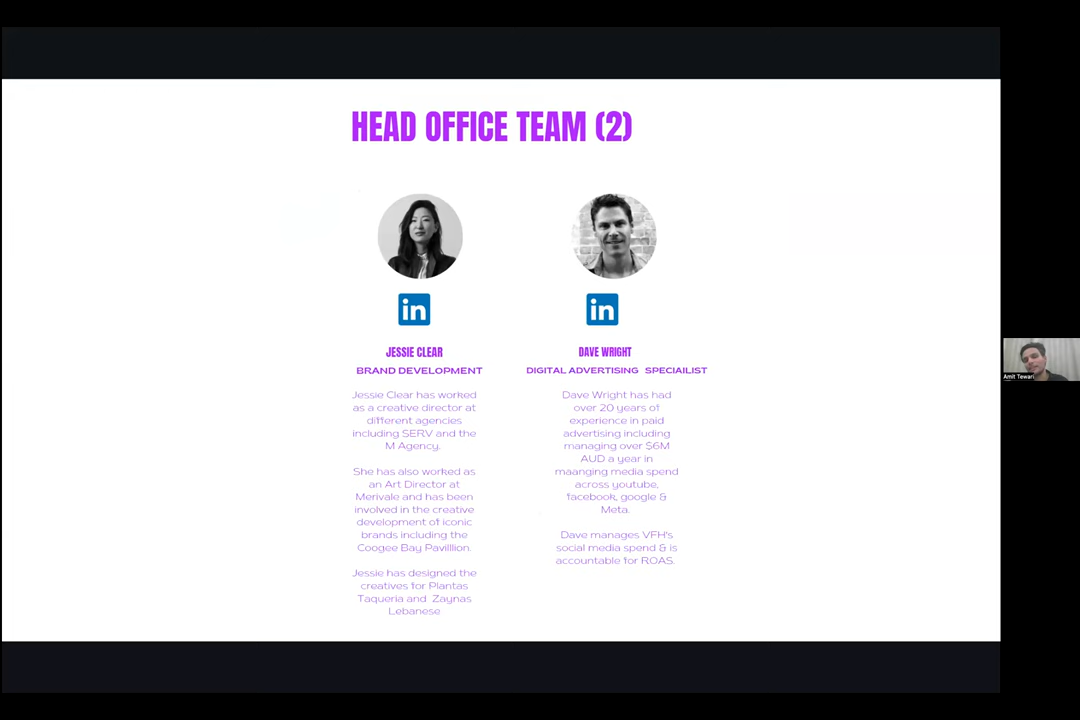 HEAD OFFICE TEAM (2)
in
in
JESSIE CLEAR
BRAND DEVELOPMENT
Jessie Clear has worked
as a creative director at
different agencies
including SERV and the
M Agency.
She has also worked as
an Art Director at
Merivale and has been
involved in the creative
development of iconic
brands including the
Coogee Bay Pavilllion.
Jessie has designed the
creatives for Plantas
Taqueria and Zaynas
Lebanese
DAVE WRIGHT
DIGITAL ADVERTISING SPECIAILIST
Dave Wright has had
over 20 years of
experience in paid
advertising including
managing over $6M
AUD a year in
maanging media spend
across youtube,
facebook, google &
Meta.
Dave manages VFH's
social media spend & is
accountable for ROAS.
Amit Tewari